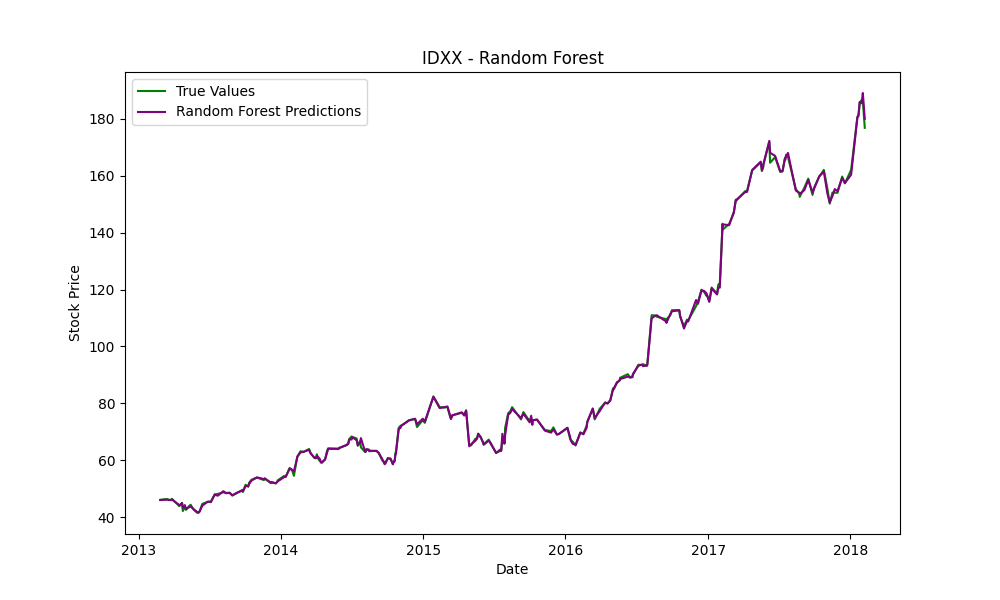 IDXX - Random Forest
True Values
Random Forest Predictions
180
160
140
120
100
80
60
40
Stock Price
2013 2014 2015 2016 2017 2018
Date